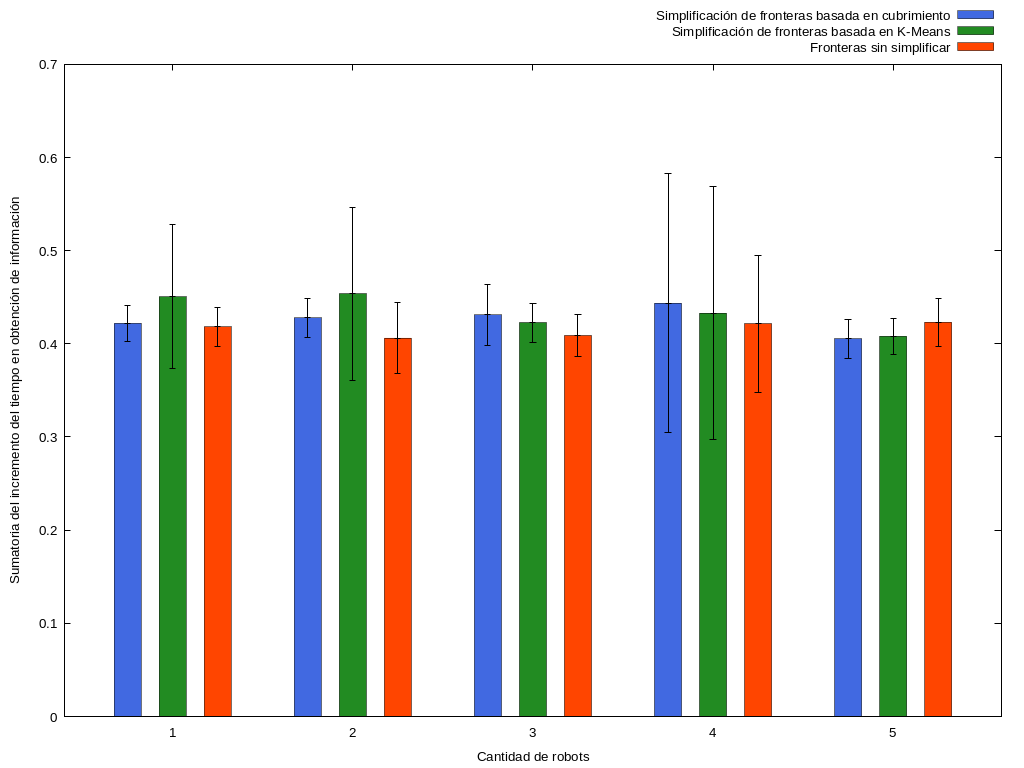 Simplificación de fronteras basada en cubrimiento
Simplificación de fronteras basada en K-Means
Fronteras sin simplificar
0.7
0.6
0.5
0.4
0.3
0.2
0.1
0
Sumatoria del incremento del tiempo en obtención de información
1 2 3 4 5
Cantidad de robots